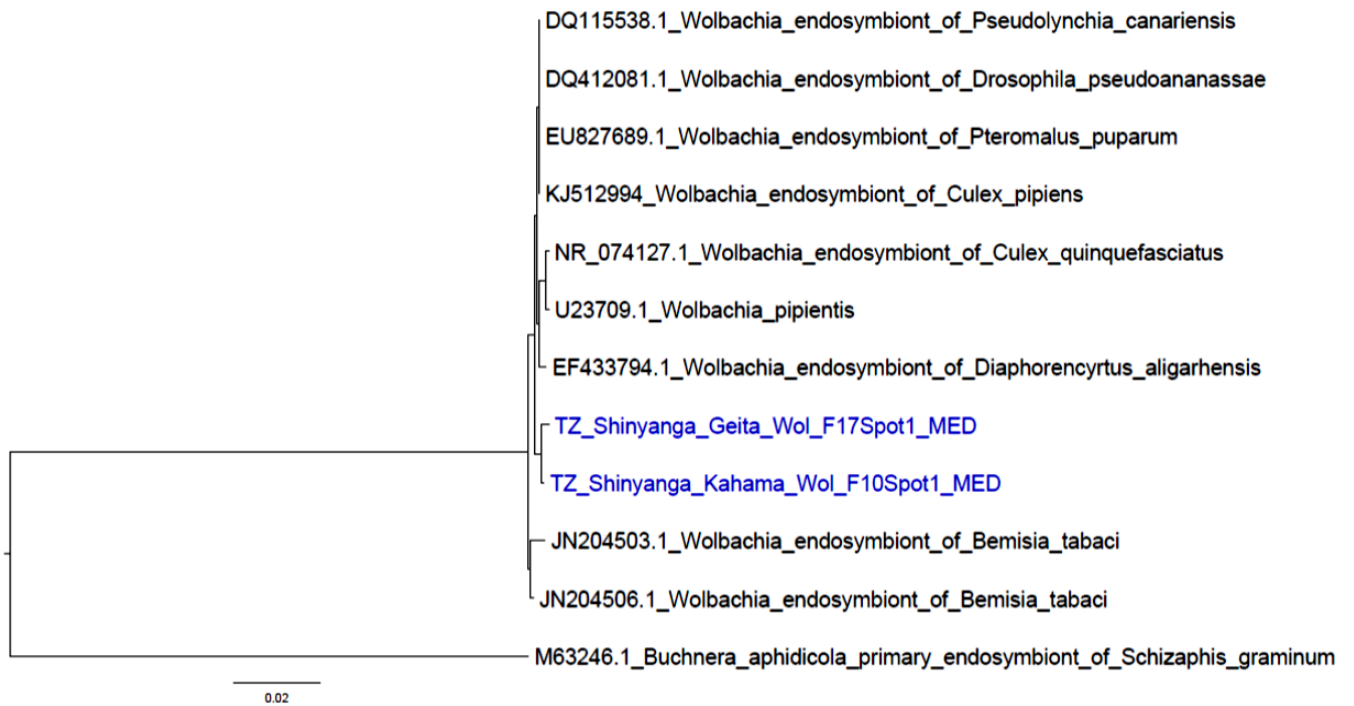 DQ115538.1_Wolbachia_endosymbiont_of_Pseudolynchia_canariensis
DQ412081.1_Wolbachia_endosymbiont_of_Drosophila_pseudoananassae
EU827689.1_Wolbachia_endosymbiont_of_Pteromalus_puparum
KJ512994_Wolbachia_endosymbiont_of_Culex_pipiens
NR_074127.1_Wolbachia_endosymbiont_of_Culex_quinquefasciatus
U23709.1_Wolbachia_pipientis
EF433794.1_Wolbachia_endosymbiont_of_Diaphorencyrtus_aligarhensis
TZ_Shinyanga_Geita_Wol_F17Spot1_MED
TZ_Shinyanga_Kahama_Wol_F10Spot1_MED
JN204503.1_Wolbachia_endosymbiont_of_Bemisia_tabaci
JN204506.1_Wolbachia_endosymbiont_of_Bemisia_tabaci
M63246.1_Buchnera_aphidicola_primary_endosymbiont_of_Schizaphis_graminum
0.02